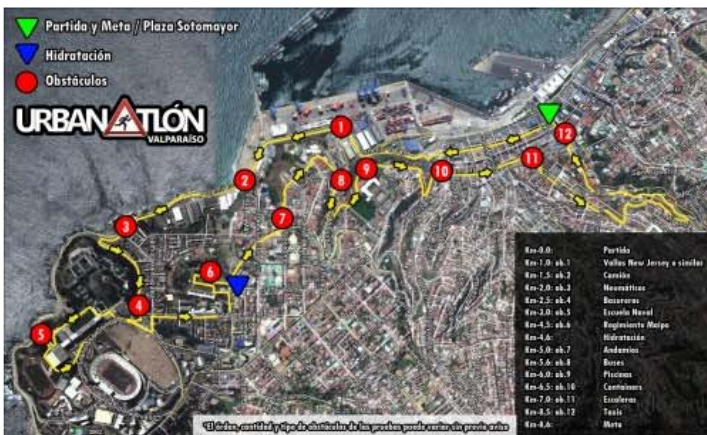 Partida y Meta / Plaza Sotomayor
Hidratación
Obstáculos
URBANATLÓN
VALPARAÍSO
1
12
11
10
9
8
2
7
3
6
4
5
Km-0.0: Partida
Km-1,0: ob.1 Vallas New Jersey o similar
Km-1,5: ob.2 Camión
Km-2,0: ob.3 Neumáticos
Km-2,5: ob.4 Basureros
Km-3,0: ob.5 Escuela Naval
Km-4,5: ob.6 Regimiento Maipo
Km-4,6: Hidratación
Km-5,0: ob.7 Andamios
Km-5,6: ob.8 Buses
Km-6,0: ob.9 Piscinas
Km-6,5: ob.10 Containers
Km-7,0: ob.11 Escaleras
Km-8,5: ob.12 Taxis
Km-8,6: Meta
*El órden, cantidad y tipo de obstáculos de las pruebas puede variar sin previo aviso